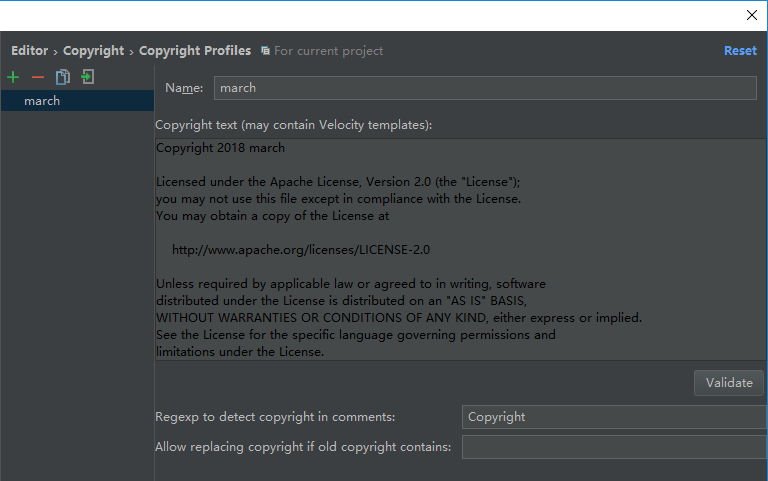 Editor › Copyright › Copyright Profiles For current project Reset
march
Name: march
Copyright text (may contain Velocity templates):
Copyright 2018 march
Licensed under the Apache License, Version 2.0 (the "License");
you may not use this file except in compliance with the License.
You may obtain a copy of the License at
http://www.apache.org/licenses/LICENSE-2.0
Unless required by applicable law or agreed to in writing, software
distributed under the License is distributed on an "AS IS" BASIS,
WITHOUT WARRANTIES OR CONDITIONS OF ANY KIND, either express or implied.
See the License for the specific language governing permissions and
limitations under the License.
Validate
Regexp to detect copyright in comments: Copyright
Allow replacing copyright if old copyright contains: